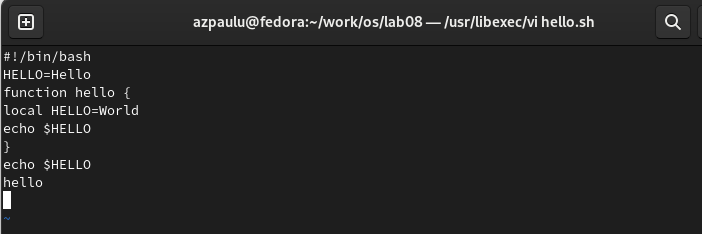 azpaulu@fedora:~/work/os/lab08 — /usr/libexec/vi hello.sh
#!/bin/bash
HELLO=Hello
function hello {
local HELLO=World
echo $HELLO
}
echo $HELLO
hello
~